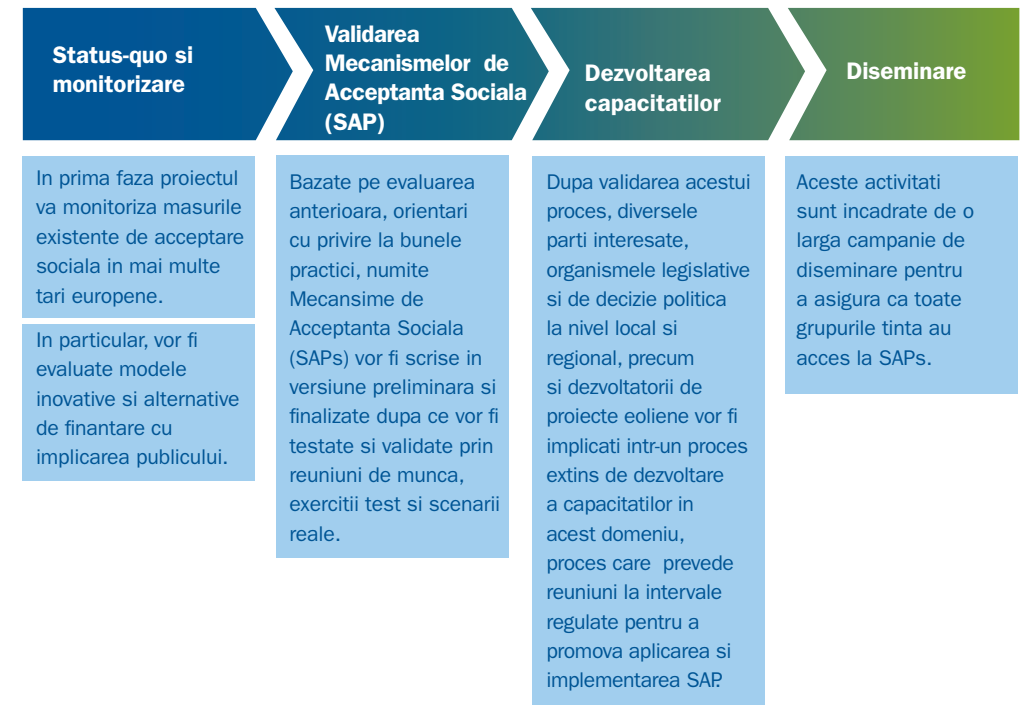 Status-quo si
monitorizare
Validarea
Mecanismelor de
Acceptanta Sociala
(SAP)
Dezvoltarea
capacitatilor
Diseminare
In prima faza proiectul
va monitoriza masurile
existente de acceptare
sociala in mai multe
tari europene.
In particular, vor fi
evaluate modele
inovative si alternative
de finantare cu
implicarea publicului.
Bazate pe evaluarea
anterioara, orientari
cu privire la bunele
practici, numite
Mecansime de
Acceptanta Sociala
(SAPs) vor fi scrise in
versiune preliminara si
finalizate dupa ce vor fi
testate si validate prin
reuniuni de munca,
exercitii test si scenarii
reale.
Dupa validarea acestui
proces, diversele
parti interesate,
organismele legislative
si de decizie politica
la nivel local si
regional, precum
si dezvoltatorii de
proiecte eoliene vor fi
implicati intr-un proces
extins de dezvoltare
a capacitatilor in
acest domeniu,
proces care prevede
reuniuni la intervale
regulate pentru a
promova aplicarea si
implementarea SAP.
Aceste activitati
sunt incadrate de o
larga campanie de
diseminare pentru
a asigura ca toate
grupurile tinta au
acces la SAPs.